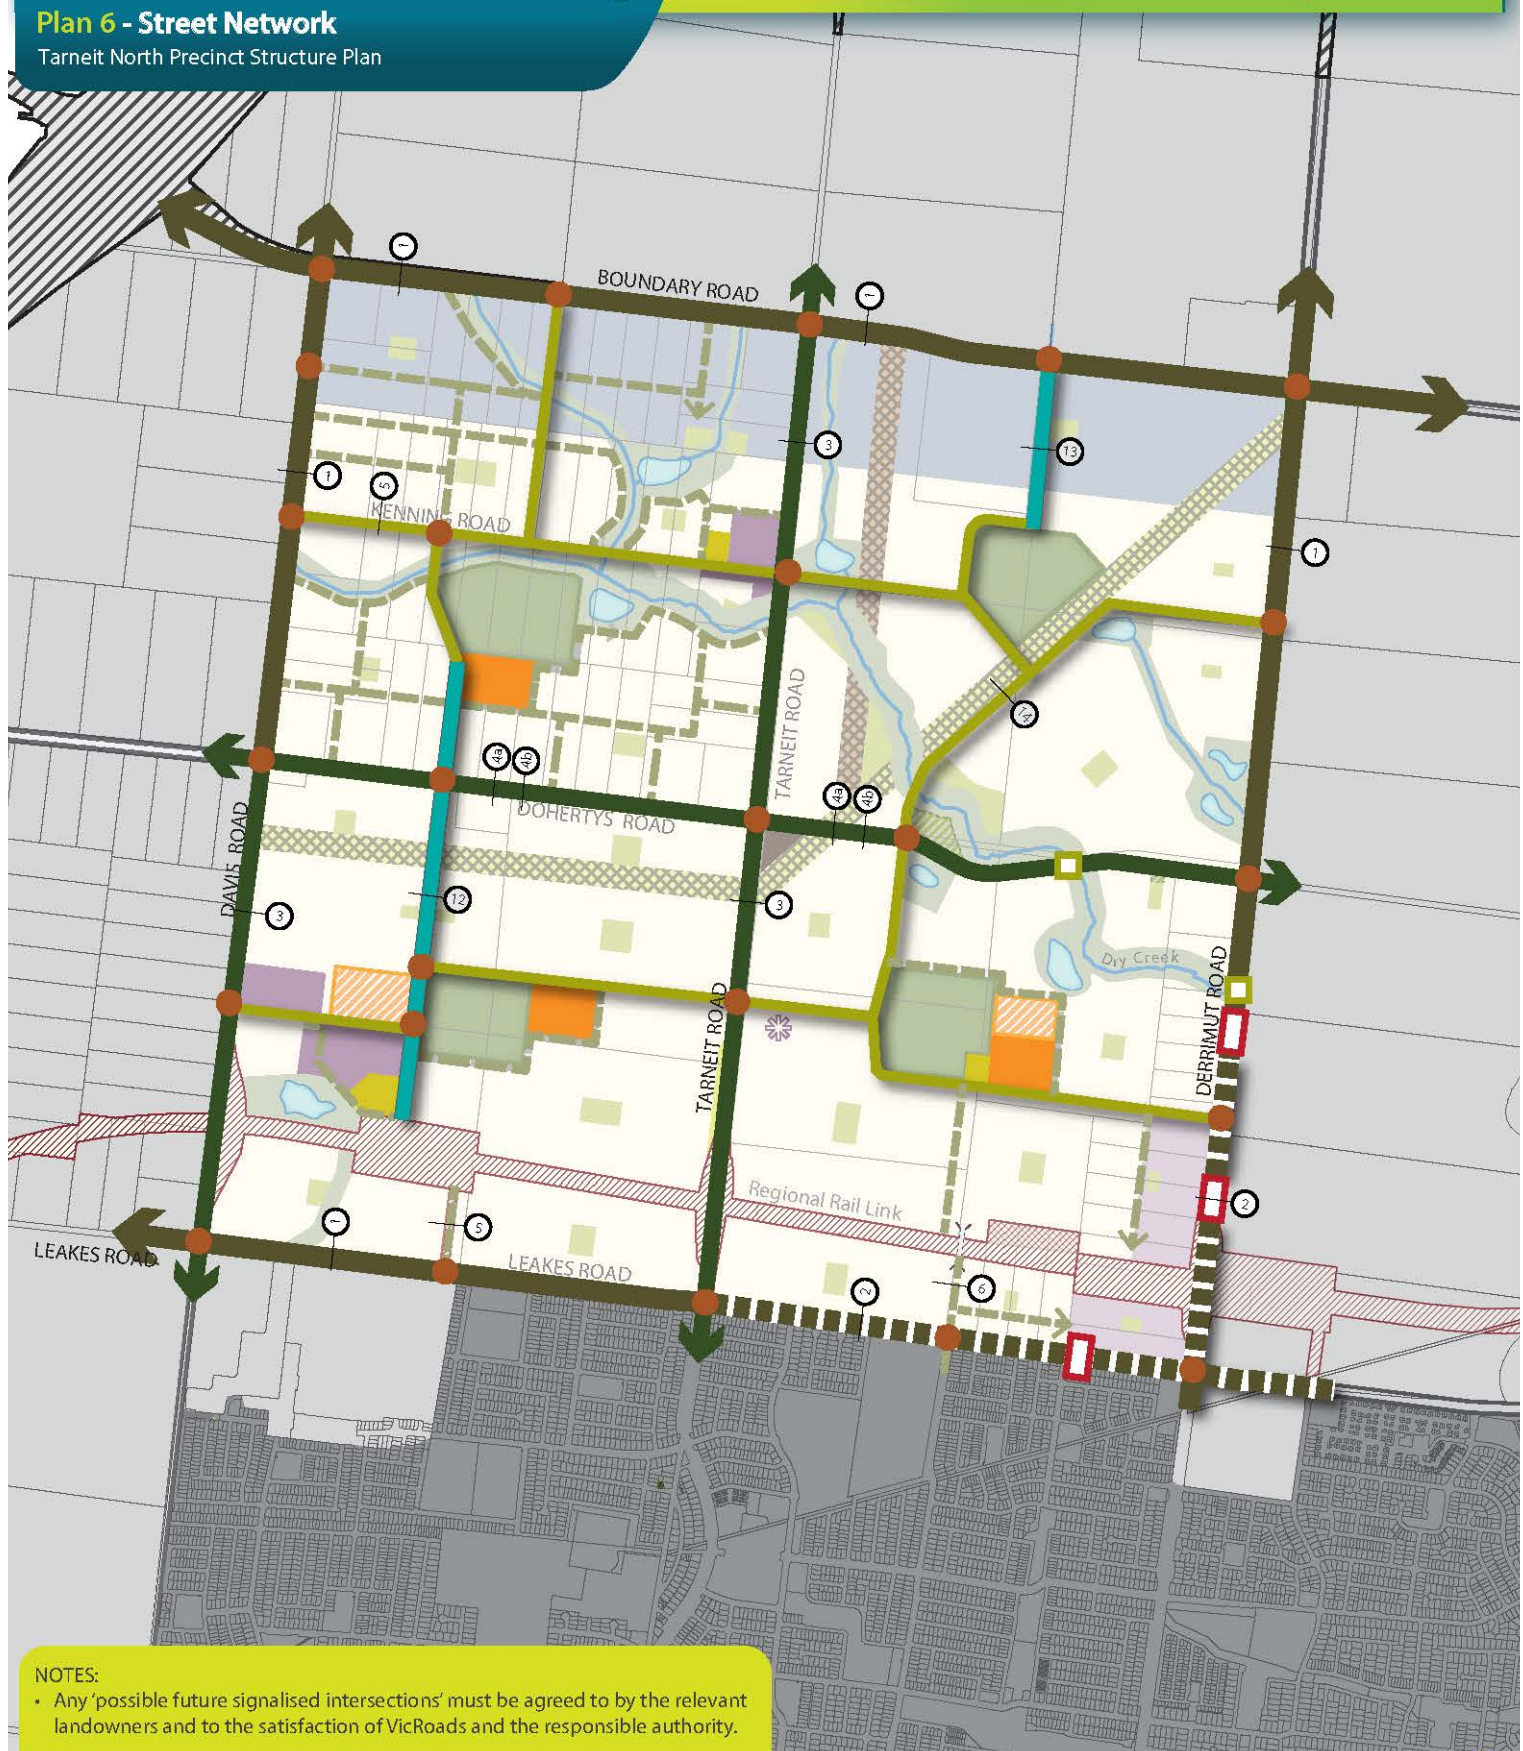 Plan 6 - Street Network
Tarneit North Precinct Structure Plan
1
BOUNDARY ROAD
1
3
13
1
5
KENNING ROAD
1
TARNEIT ROAD
14
4a
4b
4a
4b
DOHERTYS ROAD
DAVIS ROAD
12
3
3
Dry Creek
DERRIMUT ROAD
TARNEIT ROAD
Regional Rail Link
2
1
5
LEAKES ROAD
LEAKES ROAD
6
2
NOTES:
• Any 'possible future signalised intersections' must be agreed to by the relevant
landowners and to the satisfaction of VicRoads and the responsible authority.